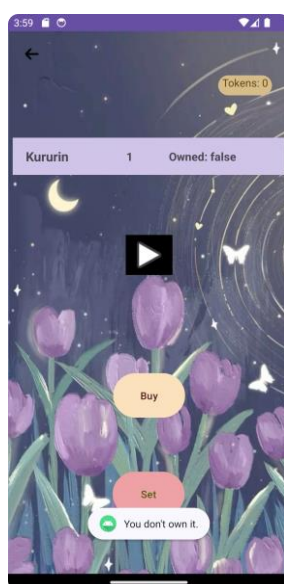 3:59
Tokens: 0
Kururin 1 Owned: false
Buy
Set
You don't own it.